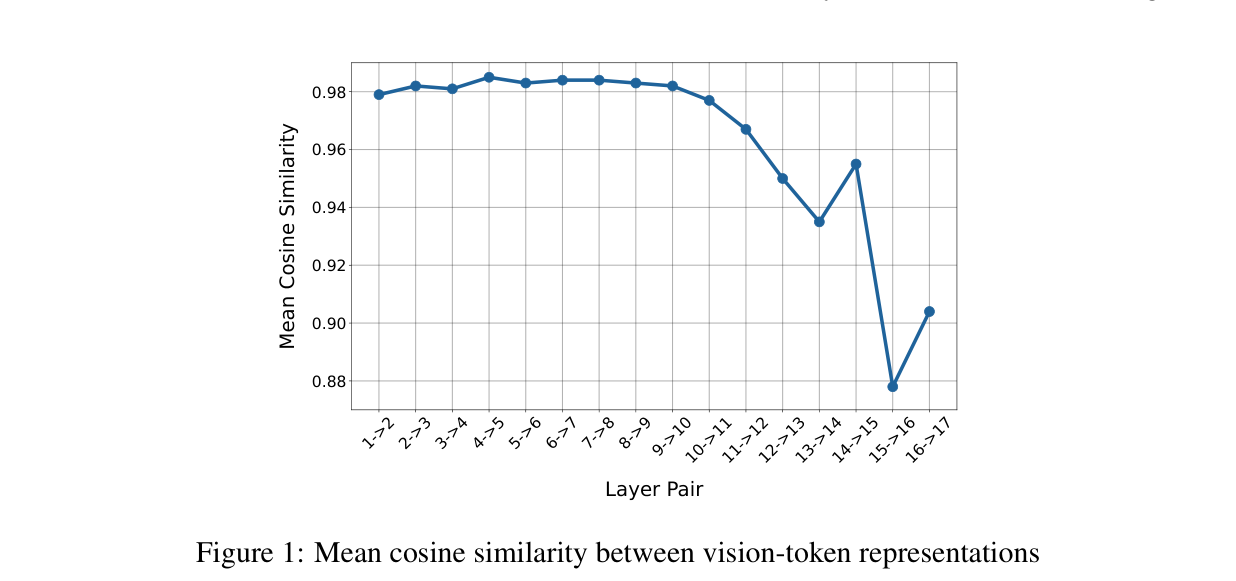 0.98
0.96
0.94
0.92
0.90
0.88
Mean Cosine Similarity
1->2 2->3 3->4 4->5 5->6 6->7 7->8 8->9 9->10 10->11 11->12 12->13 13->14 14->15 15->16 16->17
Layer Pair
Figure 1: Mean cosine similarity between vision-token representations